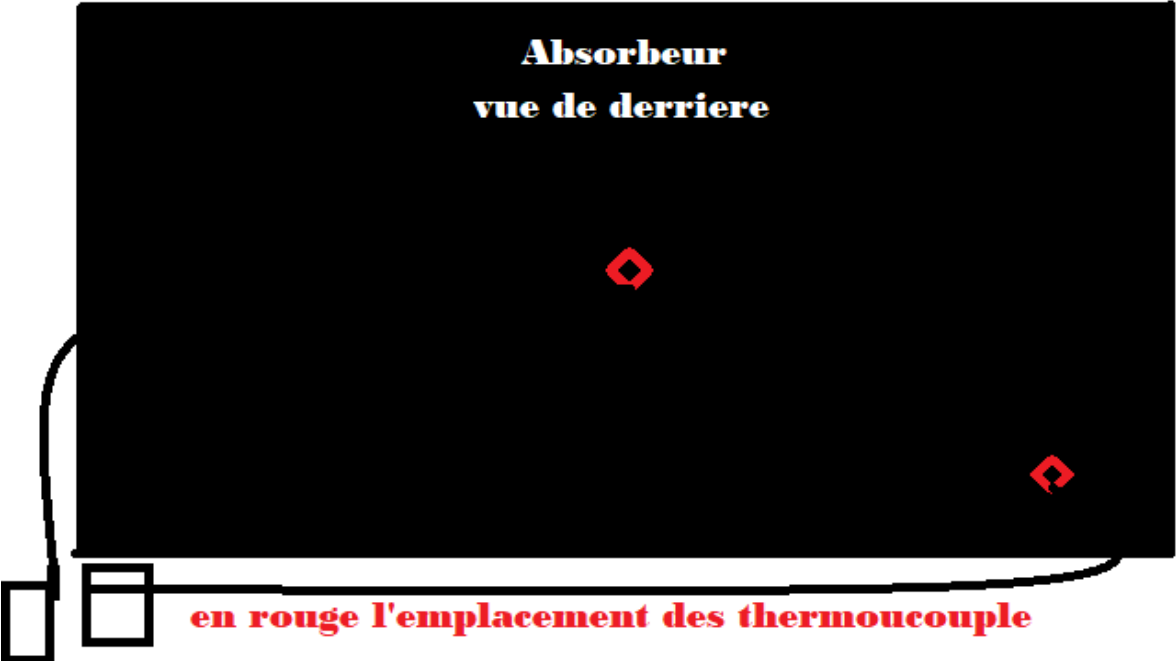 Absorbeur
vue de derriere
en rouge l'emplacement des thermoucouple